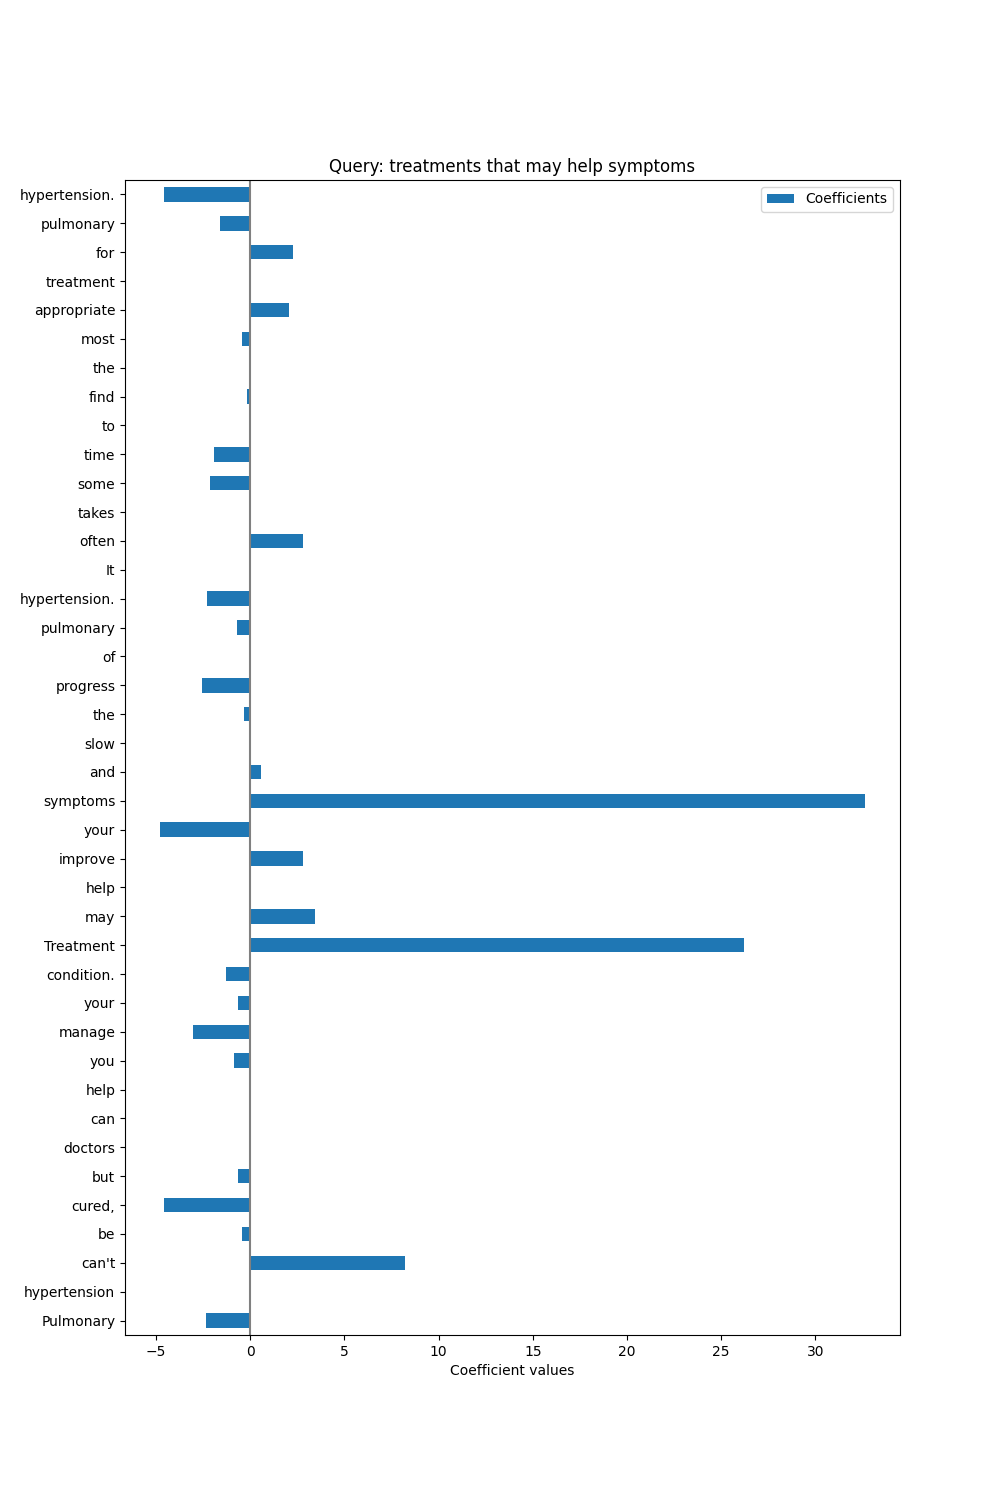 Query: treatments that may help symptoms
Coefficients
hypertension.
pulmonary
for
treatment
appropriate
most
the
find
to
time
some
takes
often
It
hypertension.
pulmonary
of
progress
the
slow
and
symptoms
your
improve
help
may
Treatment
condition.
your
manage
you
help
can
doctors
but
cured,
be
can't
hypertension
Pulmonary
−5 0 5 10 15 20 25 30
Coefficient values